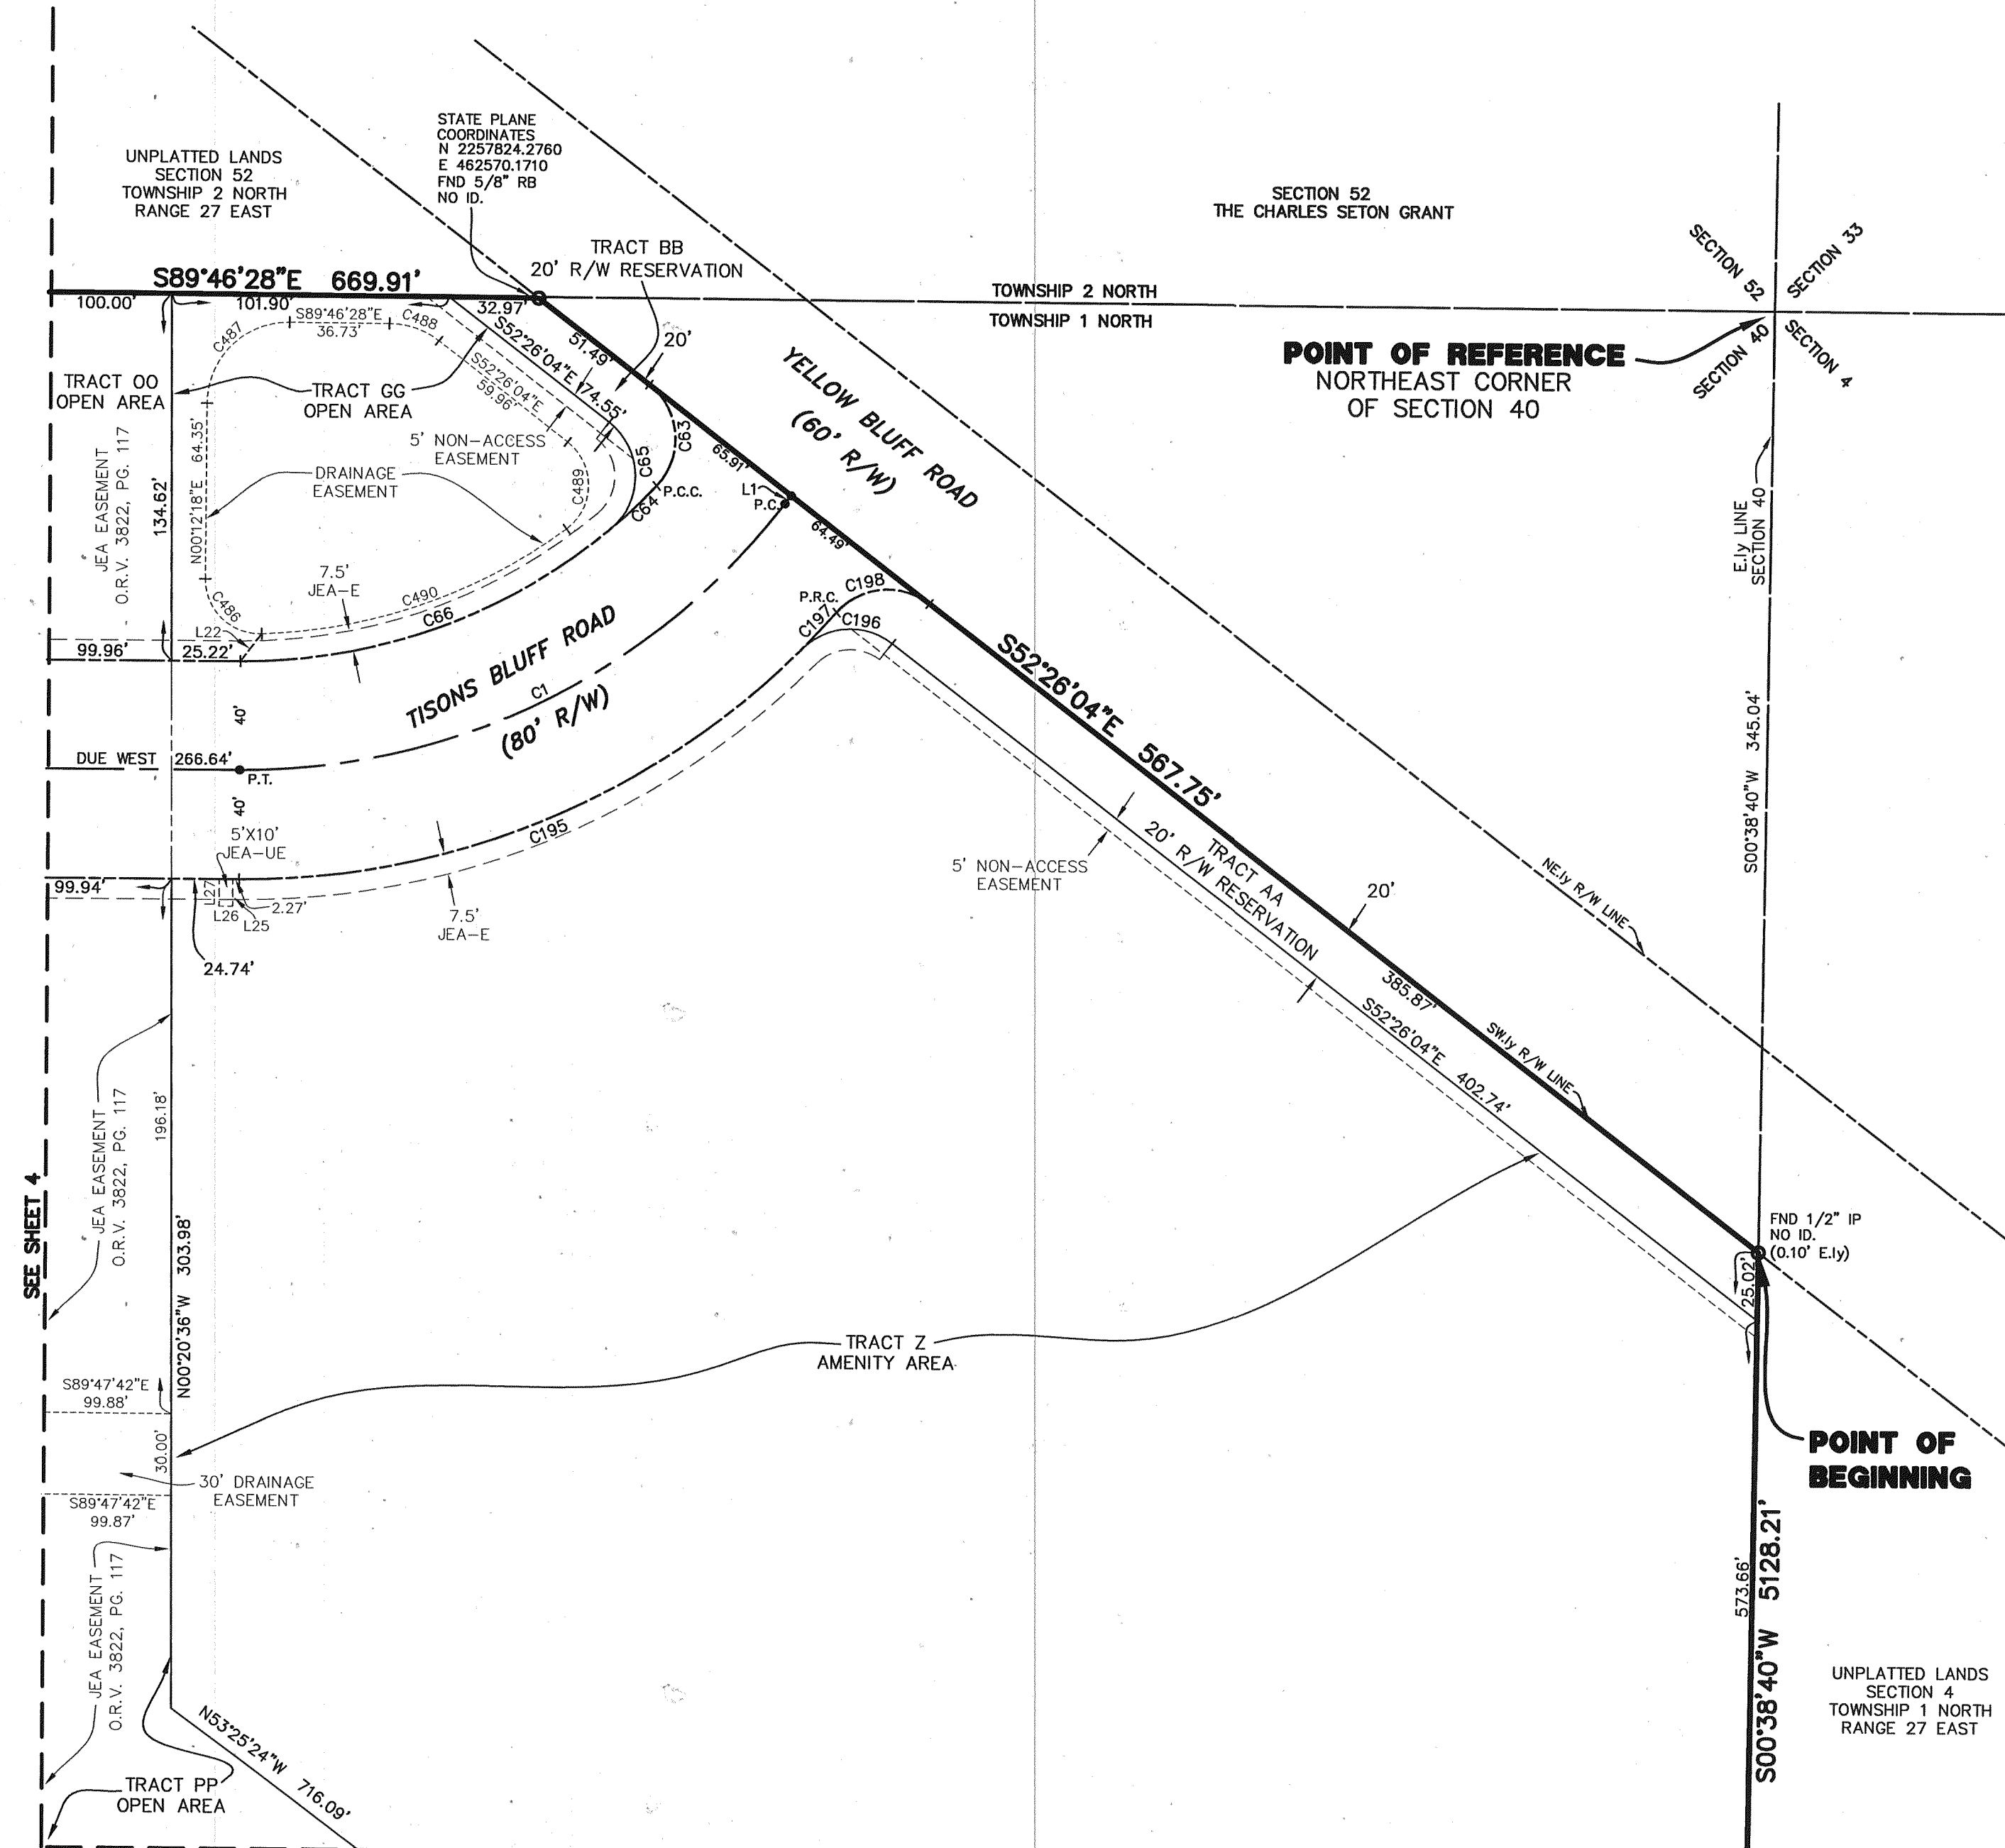 STATE PLANE
COORDINATES
N 2257824.2760
E 462570.1710
FND 5/8" RB
NO ID.
UNPLATTED LANDS
SECTION 52
TOWNSHIP 2 NORTH
RANGE 27 EAST
SECTION 52
THE CHARLES SETON GRANT
SECTION 52
SECTION 33
SECTION 40
SECTION 4
TRACT BB
20' R/W RESERVATION
S89°46'28"E 669.91'
100.00'
101.90'
32.97'
TOWNSHIP 2 NORTH
TOWNSHIP 1 NORTH
POINT OF REFERENCE
NORTHEAST CORNER
OF SECTION 40
S89°46'28"E
36.73'
C487
C488
51.49'
20'
S52°26'04"E 74.55'
S52°26'04"E
59.96'
TRACT OO
OPEN AREA
TRACT GG
OPEN AREA
5' NON-ACCESS
EASEMENT
DRAINAGE
EASEMENT
JEA EASEMENT
O.R.V. 3822, PG. 117
134.62'
N00°12'18"E 64.35'
C63
C65
C489
C64
P.C.C.
65.91'
L1
P.C.
64.49'
YELLOW BLUFF ROAD
(60' R/W)
E.ly LINE
SECTION 40
S00°38'40"W 345.04'
7.5'
JEA-E
C490
C66
C486
L22
99.96'
25.22'
P.R.C.
C198
C197
C196
TISONS BLUFF ROAD
C1
(80' R/W)
40'
DUE WEST 266.64'
P.T.
40'
5'X10'
JEA-UE
C195
99.94'
L27
L26
L25
2.27'
24.74'
7.5'
JEA-E
S52°26'04"E 567.75'
5' NON-ACCESS
EASEMENT
TRACT AA
20' R/W RESERVATION
20'
NE.ly R/W LINE
385.87'
S52°26'04"E 402.74'
SW.ly R/W LINE
196.18'
JEA EASEMENT
O.R.V. 3822, PG. 117
SEE SHEET 4
N00°20'36"W 303.98'
FND 1/2" IP
NO ID.
(0.10' E.ly)
25.02'
TRACT Z
AMENITY AREA
S89°47'42"E
99.88'
30.00'
30' DRAINAGE
EASEMENT
S89°47'42"E
99.87'
POINT OF
BEGINNING
JEA EASEMENT
O.R.V. 3822, PG. 117
573.66'
S00°38'40"W 5128.21'
UNPLATTED LANDS
SECTION 4
TOWNSHIP 1 NORTH
RANGE 27 EAST
N53°25'24"W 716.09'
TRACT PP
OPEN AREA